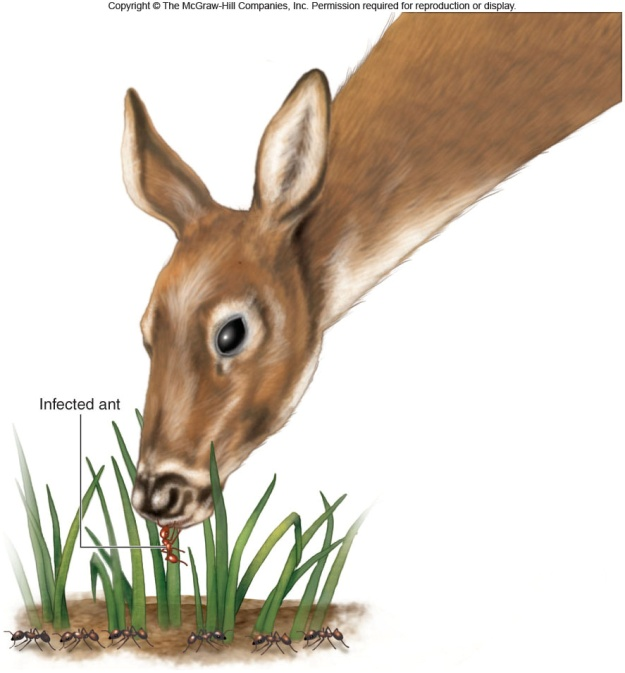 Copyright © The McGraw-Hill Companies, Inc. Permission required for reproduction or display.
Infected ant